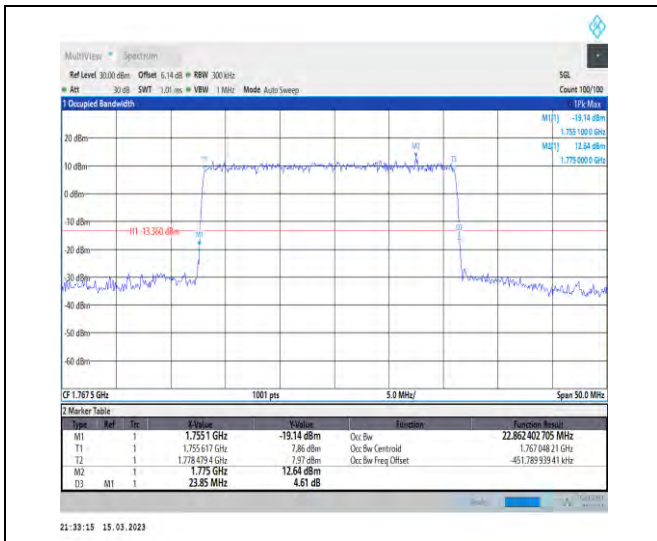 MultiView Spectrum
Ref Level 30.00 dBm Offset 6.14 dB RBW 300 kHz SGL
Att 30 dB SWT 1.01 ms VBW 1 MHz Mode Auto Sweep Count 100/100
1 Occupied Bandwidth 1Pk Max
M1[1] -19.14 dBm
1.755 100 0 GHz
M2[1] 12.64 dBm
1.775 000 0 GHz
20 dBm
M2
T1 T2
10 dBm
0 dBm
-10 dBm
H1 -13.360 dBm
M1 D3
-20 dBm
-30 dBm
-40 dBm
-50 dBm
-60 dBm
CF 1.767 5 GHz 1001 pts 5.0 MHz/ Span 50.0 MHz
2 Marker Table
Type Ref Trc X-Value Y-Value Function Function Result
M1 1 1.755 1 GHz -19.14 dBm Occ Bw 22.862 402 705 MHz
T1 1 1.755 617 GHz 7.86 dBm Occ Bw Centroid 1.767 048 21 GHz
T2 1 1.778 479 4 GHz 7.97 dBm Occ Bw Freq Offset -451.789 939 41 kHz
M2 1 1.775 GHz 12.64 dBm
D3 M1 1 23.85 MHz 4.61 dB
21:33:15 15.03.2023